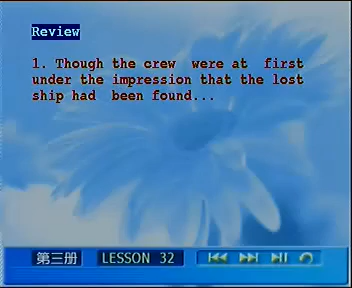 Review
1. Though the crew were at first
under the impression that the lost
ship had been found...
第三册 LESSON 32